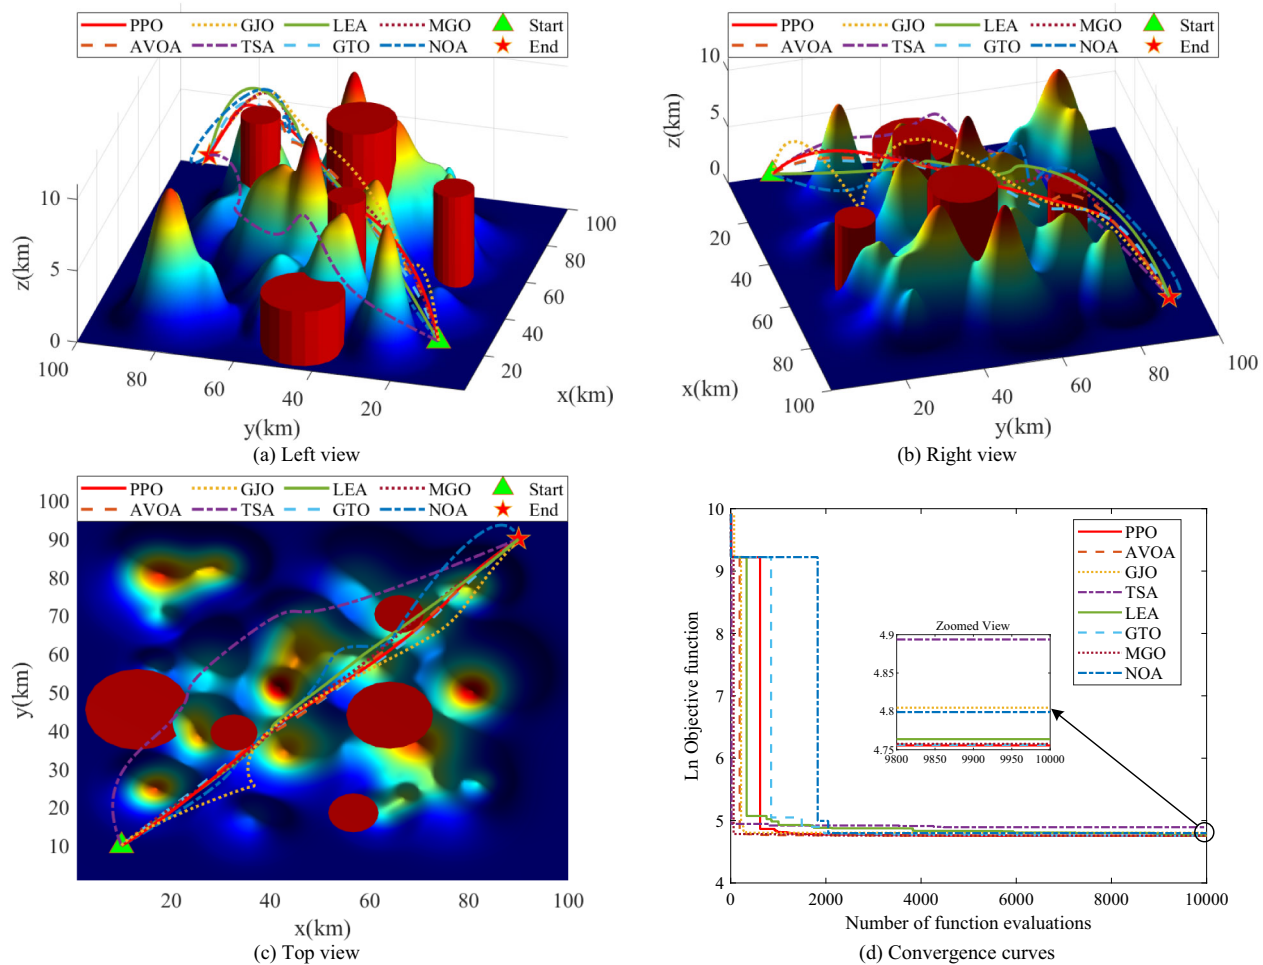 PPO GJO LEA MGO Start
AVOA TSA GTO NOA End
z(km)
10
5
0
100
80
60
40
20
y(km)
20
40
60
80
100
x(km)
(a) Left view
PPO GJO LEA MGO Start
AVOA TSA GTO NOA End
z(km)
10
5
0
20
40
60
80
100
x(km)
20
40
60
80
100
y(km)
(b) Right view
PPO GJO LEA MGO Start
AVOA TSA GTO NOA End
y(km)
100
90
80
70
60
50
40
30
20
10
20 40 60 80 100
x(km)
(c) Top view
Ln Objective function
10
9
8
7
6
5
4
PPO
AVOA
GJO
TSA
LEA
GTO
MGO
NOA
Zoomed View
4.9
4.85
4.8
4.75
9800 9850 9900 9950 10000
0 2000 4000 6000 8000 10000
Number of function evaluations
(d) Convergence curves